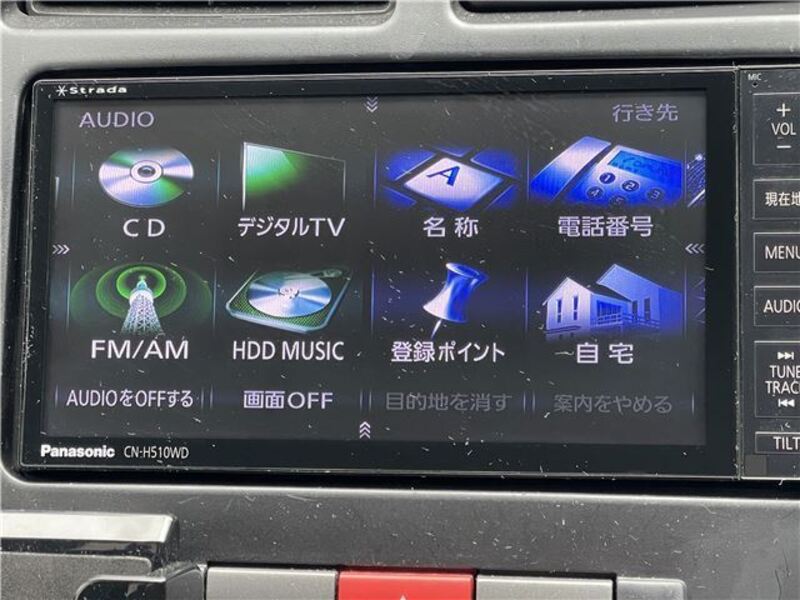 Strada
AUDIO 行き先
CD デジタルTV 名称 電話番号
FM/AM HDD MUSIC 登録ポイント 自宅
AUDIOをOFFする 画面OFF 目的地を消す 案内をやめる
Panasonic CN-H510WD
MIC
+
VOL
−
現在地
MENU
AUDIO
TUNE
TRACK
TILT